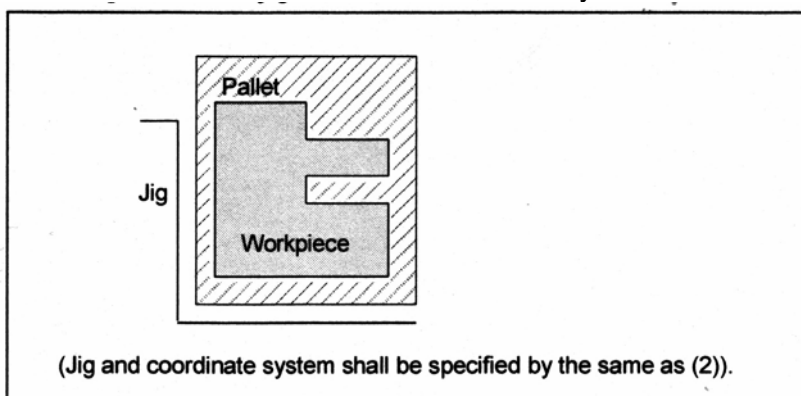 Pallet
Jig
Workpiece
(Jig and coordinate system shall be specified by the same as (2)).